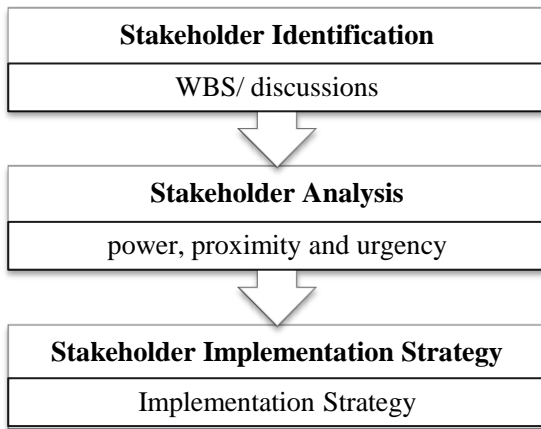 Stakeholder Identification
WBS/ discussions
Stakeholder Analysis
power, proximity and urgency
Stakeholder Implementation Strategy
Implementation Strategy